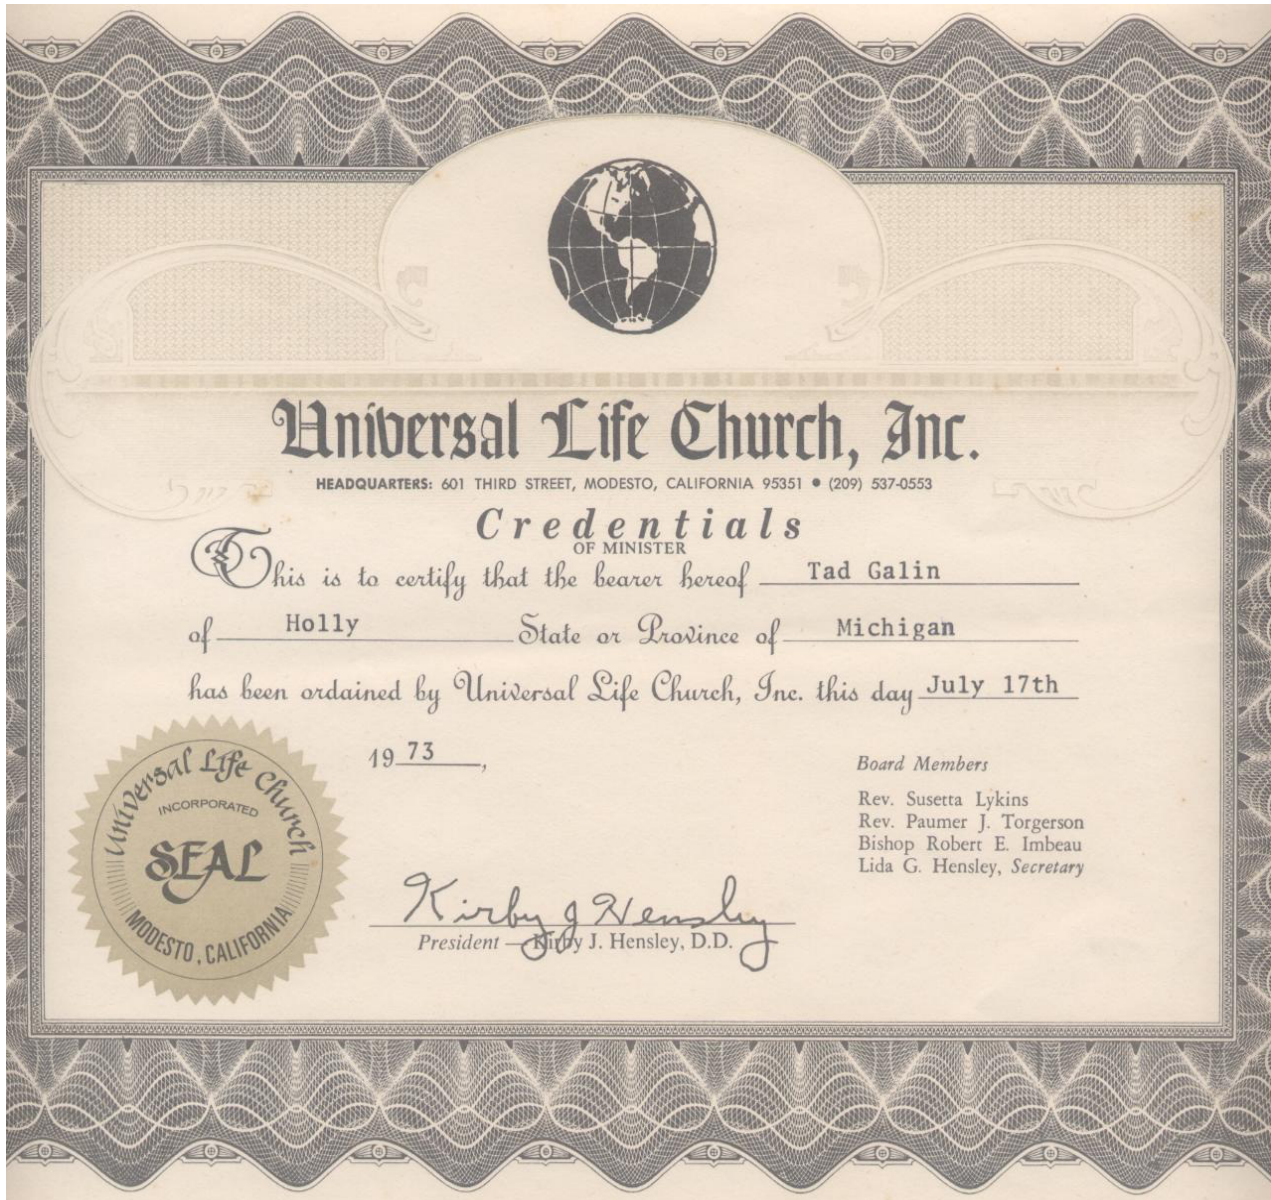 Universal Life Church, Inc.
HEADQUARTERS: 601 THIRD STREET, MODESTO, CALIFORNIA 95351 ● (209) 537-0553
Credentials
OF MINISTER
This is to certify that the bearer hereof Tad Galin
of Holly State or Province of Michigan
has been ordained by Universal Life Church, Inc. this day July 17th
19 73,
Board Members
Rev. Susetta Lykins
Rev. Paumer J. Torgerson
Bishop Robert E. Imbeau
Lida G. Hensley, Secretary
Kirby J Hensley
President — Kirby J. Hensley, D.D.
Universal Life Church
INCORPORATED
SEAL
MODESTO, CALIFORNIA